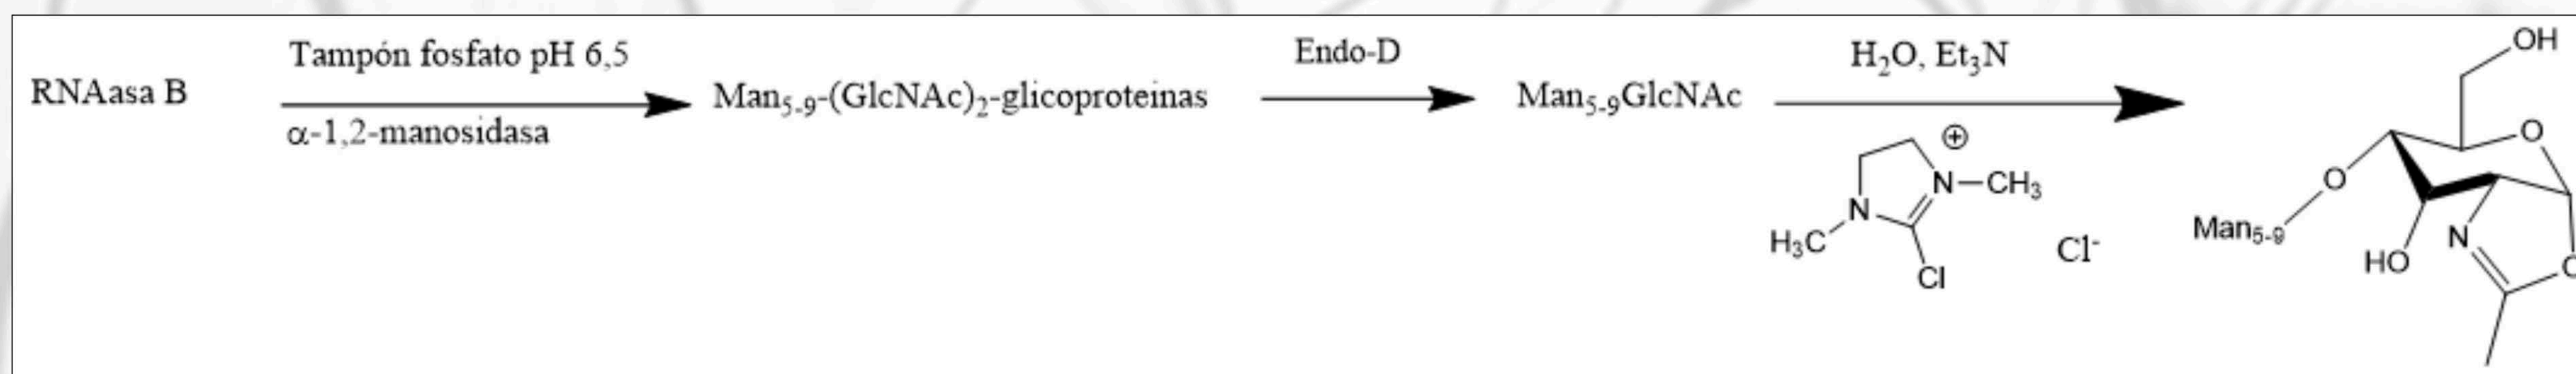 RNAasa B
Tampón fosfato pH 6,5
α-1,2-manosidasa
Man5-9-(GlcNAc)2-glicoproteinas
Endo-D
Man5-9GlcNAc
H2O, Et3N
⊕
N—CH3
N
H3C
Cl
Cl-
OH
O
O
Man5-9
HO
N
O